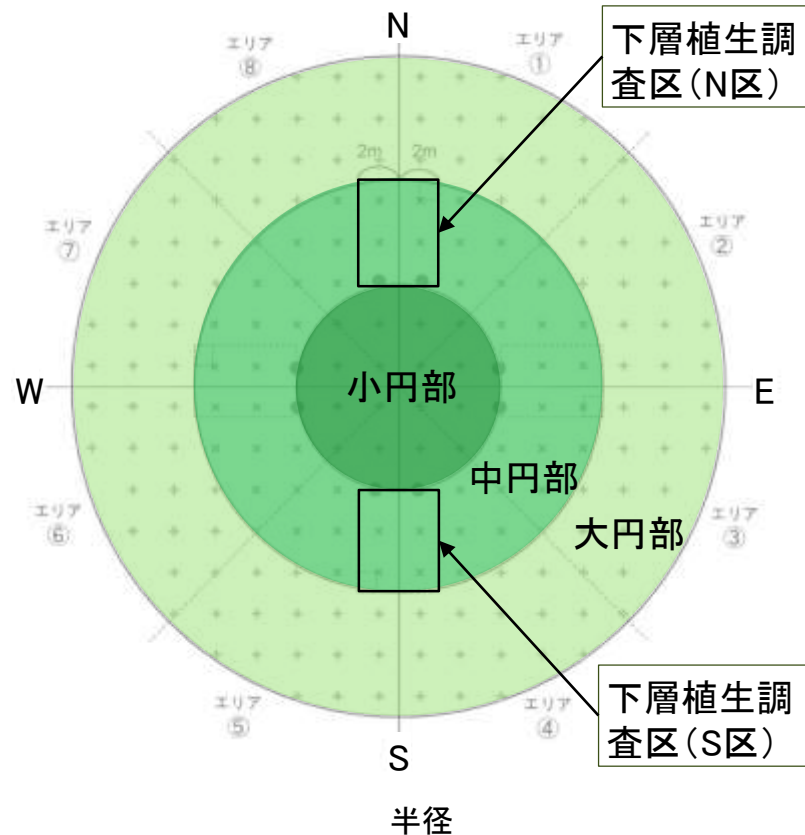 N
下層植生調
査区(N区)
エリア
⑧
エリア
①
2m
2m
エリア
⑦
エリア
②
W
小円部
E
中円部
大円部
エリア
⑥
エリア
③
エリア
⑤
エリア
④
下層植生調
査区(S区)
S
半径